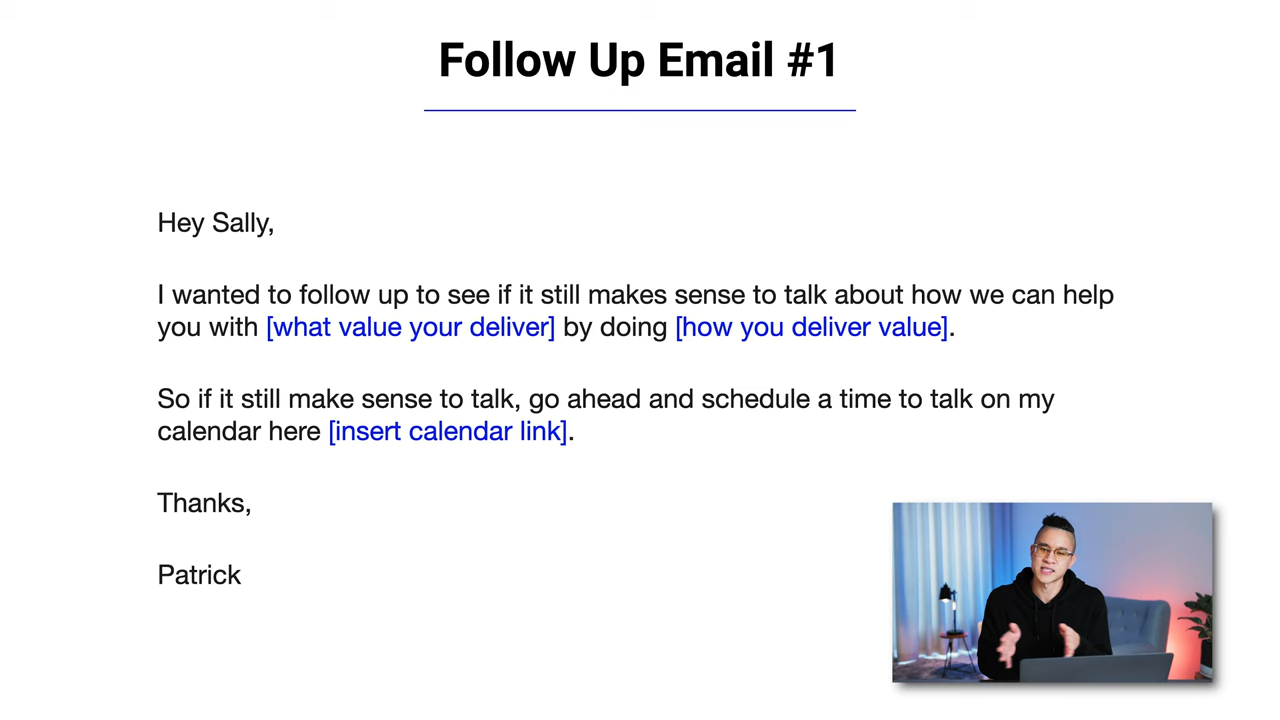 Follow Up Email #1
Hey Sally,
I wanted to follow up to see if it still makes sense to talk about how we can help
you with [what value your deliver] by doing [how you deliver value].
So if it still make sense to talk, go ahead and schedule a time to talk on my
calendar here [insert calendar link].
Thanks,
Patrick